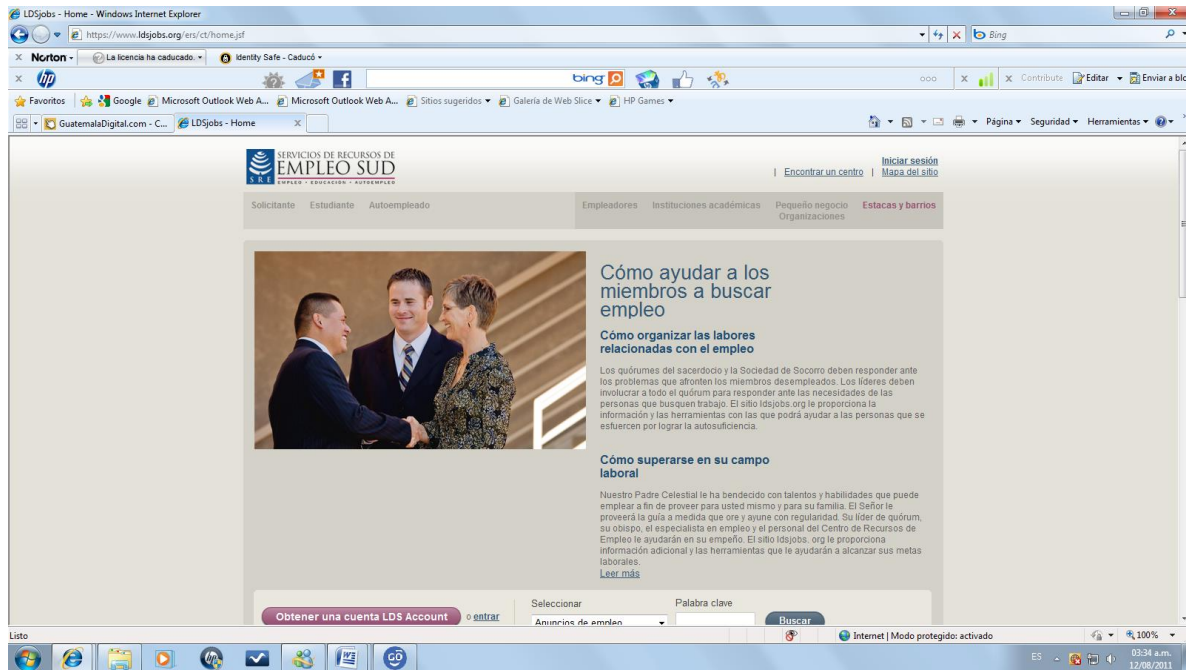 LDSjobs - Home - Windows Internet Explorer
https://www.ldsjobs.org/ers/ct/home.jsf
Bing
Norton
La licencia ha caducado.
Identity Safe - Caducó
hp
bing
Contribute
Editar
Enviar a blo
Favoritos
Google
Microsoft Outlook Web A...
Microsoft Outlook Web A...
Sitios sugeridos
Galería de Web Slice
HP Games
GuatemalaDigital.com - C...
LDSjobs - Home
Página
Seguridad
Herramientas
SERVICIOS DE RECURSOS DE
EMPLEO SUD
SRE
EMPLEO · EDUCACIÓN · AUTOEMPLEO
Iniciar sesión
| Encontrar un centro | Mapa del sitio
Solicitante Estudiante Autoempleado
Empleadores Instituciones académicas Pequeño negocio Estacas y barrios
Organizaciones
Cómo ayudar a los
miembros a buscar
empleo
Cómo organizar las labores
relacionadas con el empleo
Los quórumes del sacerdocio y la Sociedad de Socorro deben responder ante
los problemas que afronten los miembros desempleados. Los líderes deben
involucrar a todo el quórum para responder ante las necesidades de las
personas que busquen trabajo. El sitio ldsjobs.org le proporciona la
información y las herramientas con las que podrá ayudar a las personas que se
esfuercen por lograr la autosuficiencia.
Cómo superarse en su campo
laboral
Nuestro Padre Celestial le ha bendecido con talentos y habilidades que puede
emplear a fin de proveer para usted mismo y para su familia. El Señor le
proveerá la guía a medida que ore y ayune con regularidad. Su líder de quórum,
su obispo, el especialista en empleo y el personal del Centro de Recursos de
Empleo le ayudarán en su empeño. El sitio ldsjobs. org le proporciona
información adicional y las herramientas que le ayudarán a alcanzar sus metas
laborales.
Leer más
Obtener una cuenta LDS Account o entrar
Seleccionar
Anuncios de empleo
Palabra clave
Buscar
Listo
Internet | Modo protegido: activado
100%
ES
03:34 a.m.
12/08/2011